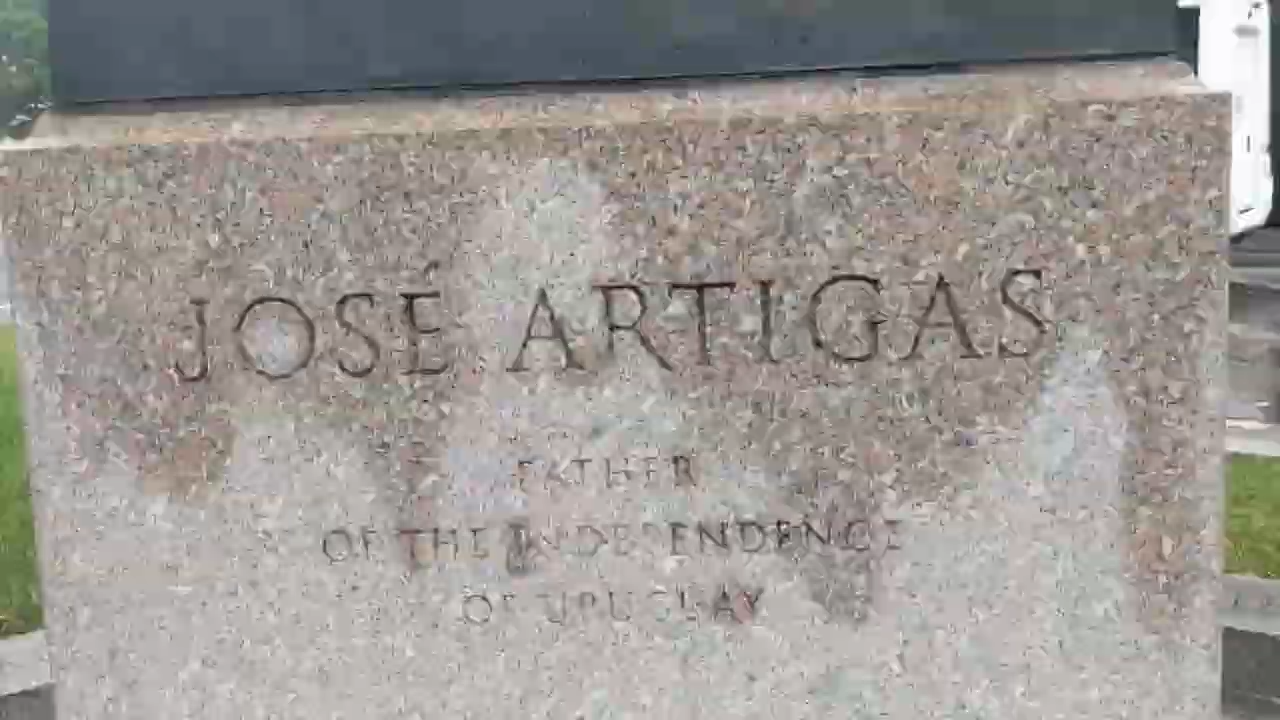 JOSÉ ARTIGAS
FATHER
OF THE INDEPENDENCE
OF URUGUAY